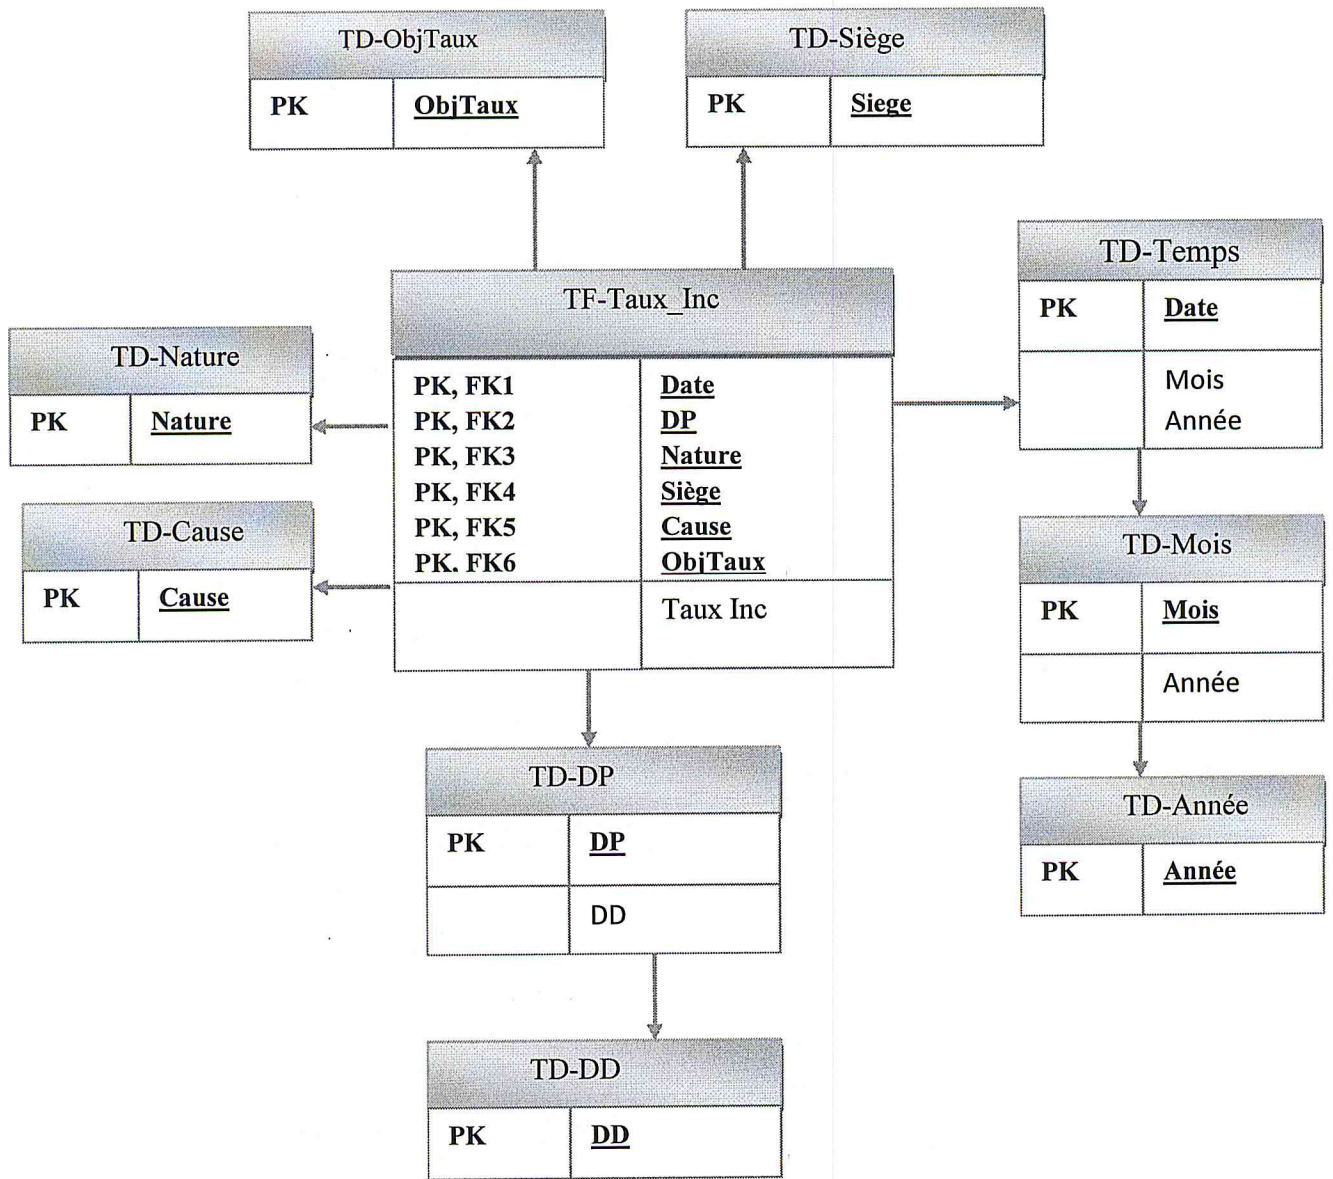 TD-ObjTaux
PK ObjTaux
TD-Siège
PK Siege
TD-Temps
PK Date
Mois
Année
TF-Taux_Inc
PK, FK1 Date
PK, FK2 DP
PK, FK3 Nature
PK, FK4 Siège
PK, FK5 Cause
PK. FK6 ObjTaux
Taux Inc
TD-Nature
PK Nature
TD-Cause
PK Cause
TD-Mois
PK Mois
Année
TD-Année
PK Année
TD-DP
PK DP
DD
TD-DD
PK DD